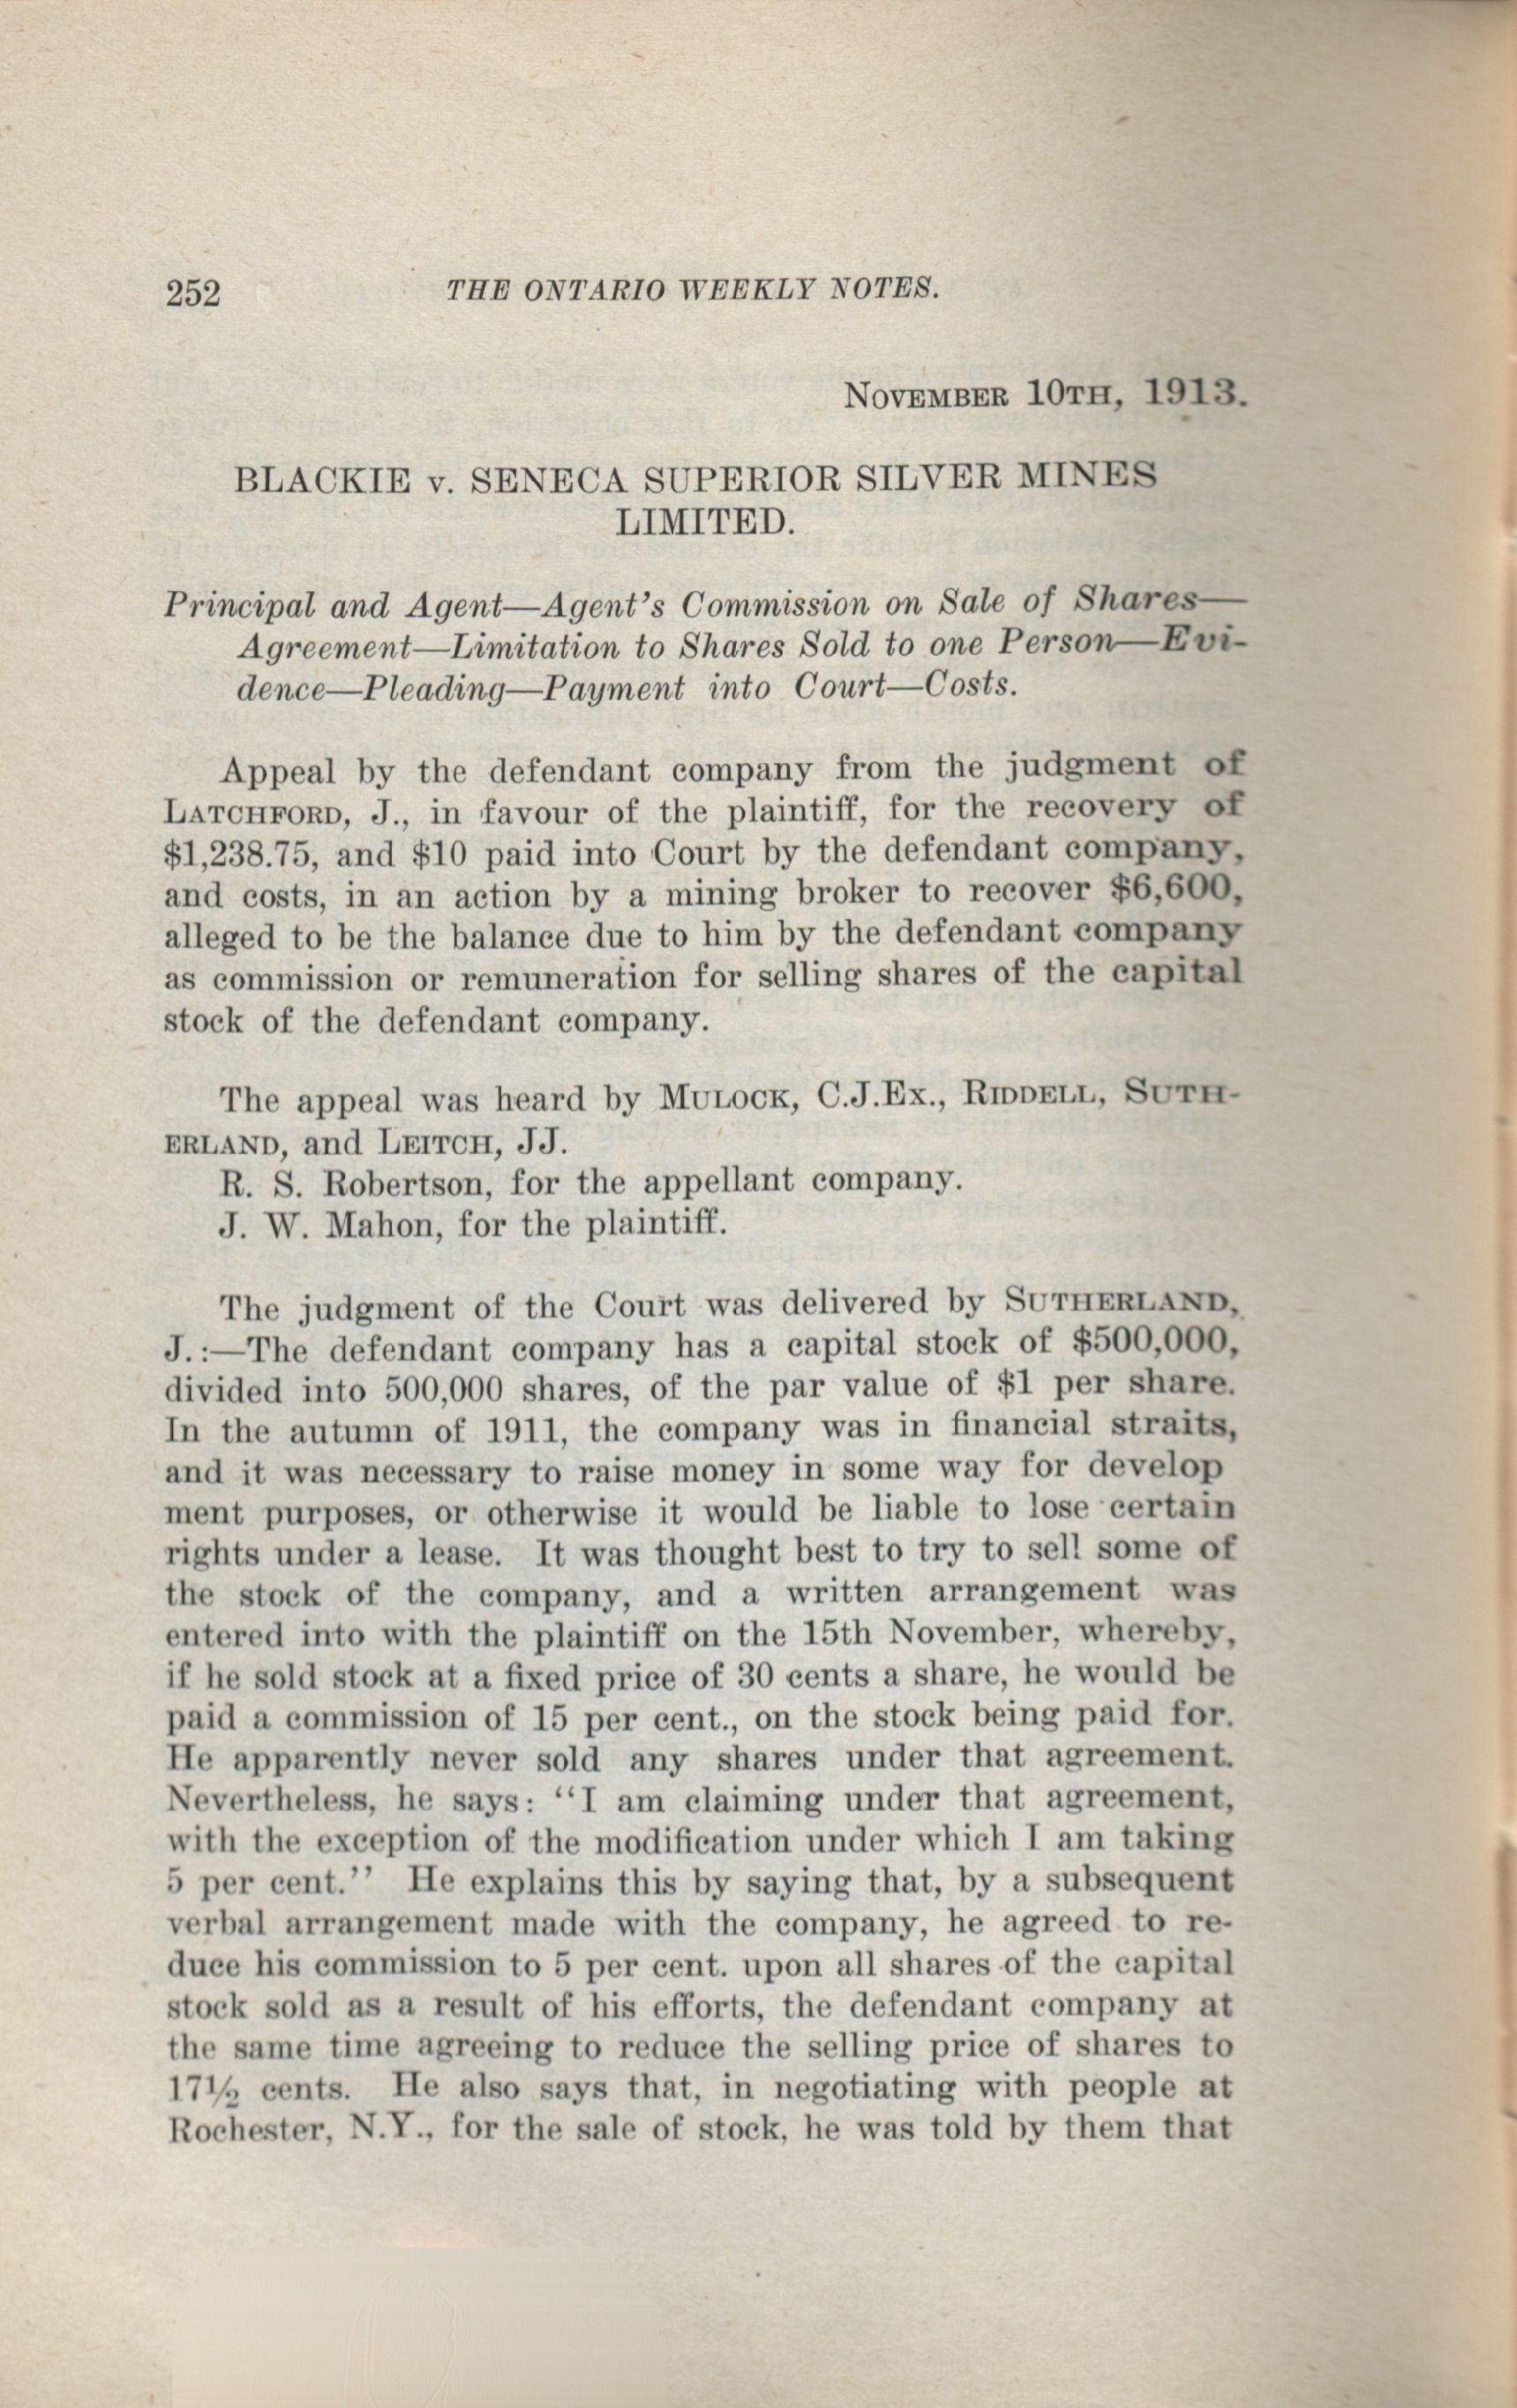 252 THE ONTARIO WEEKLY NOTES.
NOVEMBER 10TH, 1913.
BLACKIE v. SENECA SUPERIOR SILVER MINES
LIMITED.
Principal and Agent—Agent's Commission on Sale of Shares—
Agreement—Limitation to Shares Sold to one Person—Evi-
dence—Pleading—Payment into Court—Costs.
Appeal by the defendant company from the judgment of
LATCHFORD, J., in favour of the plaintiff, for the recovery of
$1,238.75, and $10 paid into Court by the defendant company,
and costs, in an action by a mining broker to recover $6,600,
alleged to be the balance due to him by the defendant company
as commission or remuneration for selling shares of the capital
stock of the defendant company.
The appeal was heard by MULOCK, C.J.Ex., RIDDELL, SUTH-
ERLAND, and LEITCH, JJ.
R. S. Robertson, for the appellant company.
J. W. Mahon, for the plaintiff.
The judgment of the Court was delivered by SUTHERLAND,
J.:—The defendant company has a capital stock of $500,000,
divided into 500,000 shares, of the par value of $1 per share.
In the autumn of 1911, the company was in financial straits,
and it was necessary to raise money in some way for develop
ment purposes, or otherwise it would be liable to lose certain
rights under a lease. It was thought best to try to sell some of
the stock of the company, and a written arrangement was
entered into with the plaintiff on the 15th November, whereby,
if he sold stock at a fixed price of 30 cents a share, he would be
paid a commission of 15 per cent., on the stock being paid for.
He apparently never sold any shares under that agreement.
Nevertheless, he says: "I am claiming under that agreement,
with the exception of the modification under which I am taking
5 per cent." He explains this by saying that, by a subsequent
verbal arrangement made with the company, he agreed to re-
duce his commission to 5 per cent. upon all shares of the capital
stock sold as a result of his efforts, the defendant company at
the same time agreeing to reduce the selling price of shares to
17½ cents. He also says that, in negotiating with people at
Rochester, N.Y., for the sale of stock, he was told by them that